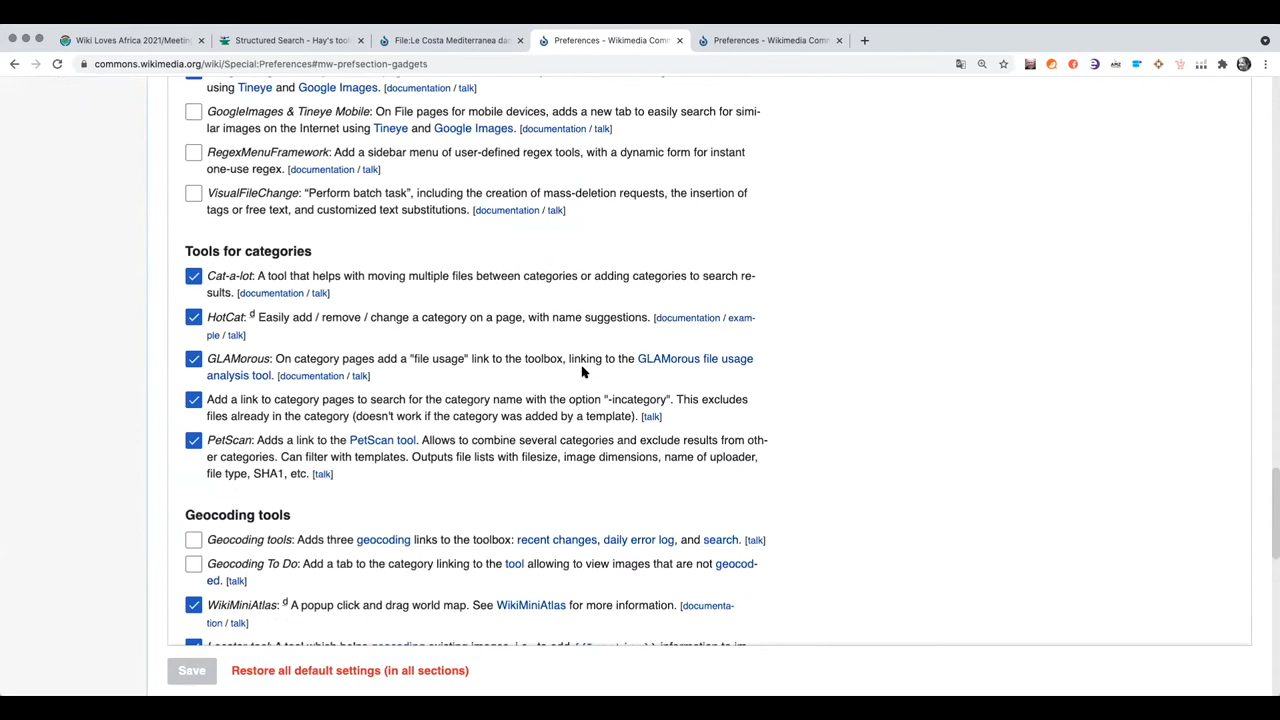 Wiki Loves Africa 2021/Meetin
Structured Search - Hay's tool
File:Le Costa Mediterranea dan
Preferences - Wikimedia Comm
Preferences - Wikimedia Comm
commons.wikimedia.org/wiki/Special:Preferences#mw-prefsection-gadgets
using Tineye and Google Images. [documentation / talk]
GoogleImages & Tineye Mobile: On File pages for mobile devices, adds a new tab to easily search for simi-
lar images on the Internet using Tineye and Google Images. [documentation / talk]
RegexMenuFramework: Add a sidebar menu of user-defined regex tools, with a dynamic form for instant
one-use regex. [documentation / talk]
VisualFileChange: “Perform batch task”, including the creation of mass-deletion requests, the insertion of
tags or free text, and customized text substitutions. [documentation / talk]
Tools for categories
Cat-a-lot: A tool that helps with moving multiple files between categories or adding categories to search re-
sults. [documentation / talk]
HotCat: d Easily add / remove / change a category on a page, with name suggestions. [documentation / exam-
ple / talk]
GLAMorous: On category pages add a "file usage" link to the toolbox, linking to the GLAMorous file usage
analysis tool. [documentation / talk]
Add a link to category pages to search for the category name with the option "-incategory". This excludes
files already in the category (doesn't work if the category was added by a template). [talk]
PetScan: Adds a link to the PetScan tool. Allows to combine several categories and exclude results from oth-
er categories. Can filter with templates. Outputs file lists with filesize, image dimensions, name of uploader,
file type, SHA1, etc. [talk]
Geocoding tools
Geocoding tools: Adds three geocoding links to the toolbox: recent changes, daily error log, and search. [talk]
Geocoding To Do: Add a tab to the category linking to the tool allowing to view images that are not geocod-
ed. [talk]
WikiMiniAtlas: d A popup click and drag world map. See WikiMiniAtlas for more information. [documenta-
tion / talk]
Locator tool: A tool which helps geocoding existing images, i.e., to add
Save
Restore all default settings (in all sections)